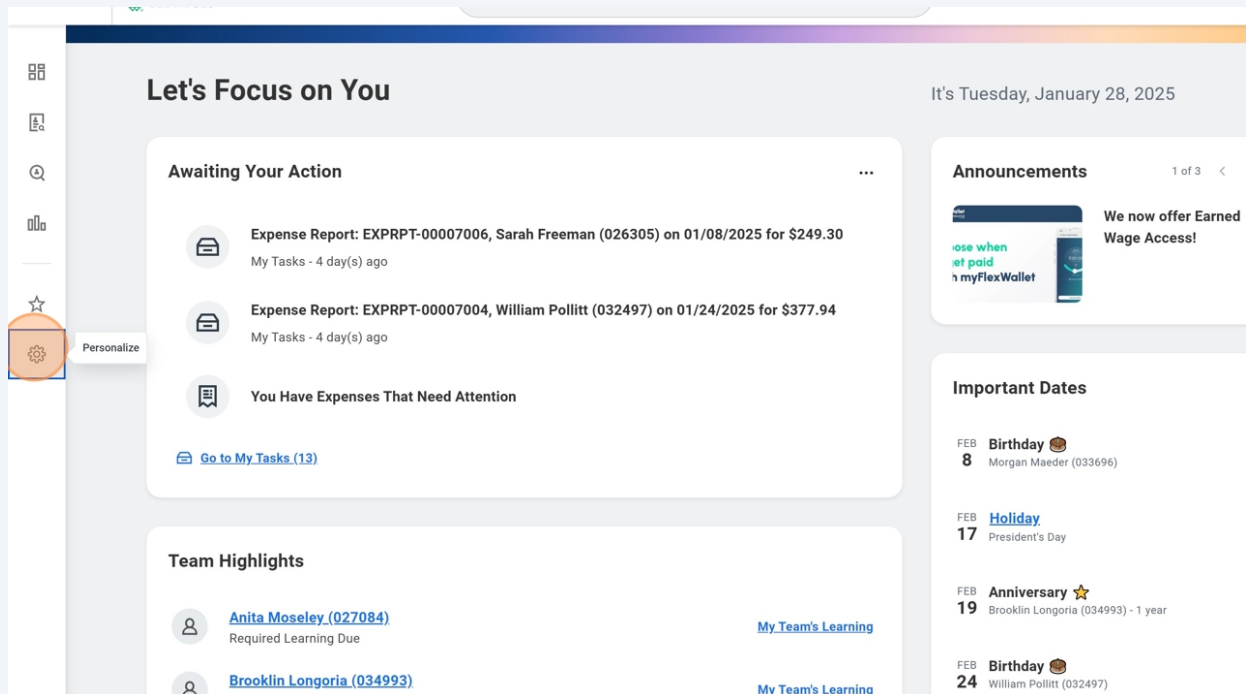 Let's Focus on You
It's Tuesday, January 28, 2025
Awaiting Your Action
Expense Report: EXPRPT-00007006, Sarah Freeman (026305) on 01/08/2025 for $249.30
My Tasks - 4 day(s) ago
Expense Report: EXPRPT-00007004, William Pollitt (032497) on 01/24/2025 for $377.94
My Tasks - 4 day(s) ago
You Have Expenses That Need Attention
Go to My Tasks (13)
Personalize
Team Highlights
Anita Moseley (027084)
Required Learning Due
My Team's Learning
Brooklin Longoria (034993)
My Team's Learning
Announcements
1 of 3
ose when
et paid
h myFlexWallet
We now offer Earned
Wage Access!
Important Dates
FEB
8
Birthday
Morgan Maeder (033696)
FEB
17
Holiday
President's Day
FEB
19
Anniversary
Brooklin Longoria (034993) - 1 year
FEB
24
Birthday
William Pollitt (032497)